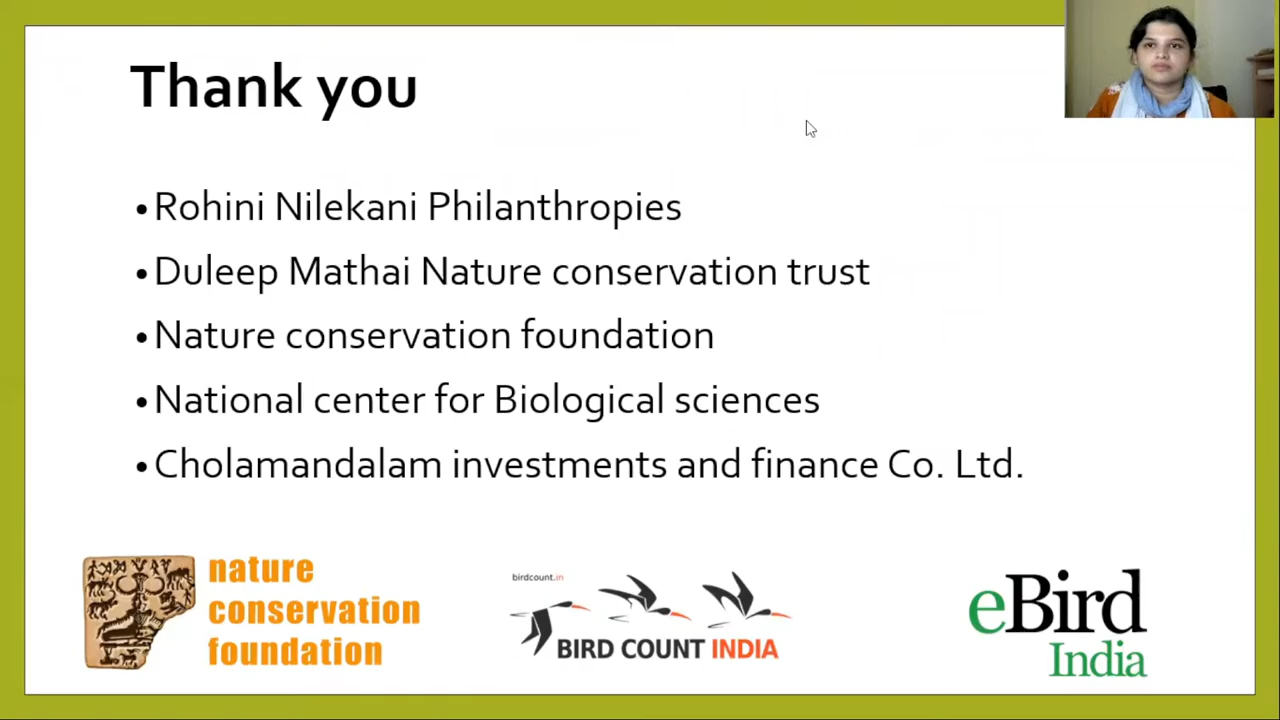 Thank you
•Rohini Nilekani Philanthropies
•Duleep Mathai Nature conservation trust
•Nature conservation foundation
•National center for Biological sciences
•Cholamandalam investments and finance Co. Ltd.
nature
conservation
foundation
birdcount.in
BIRD COUNT INDIA
eBird
India